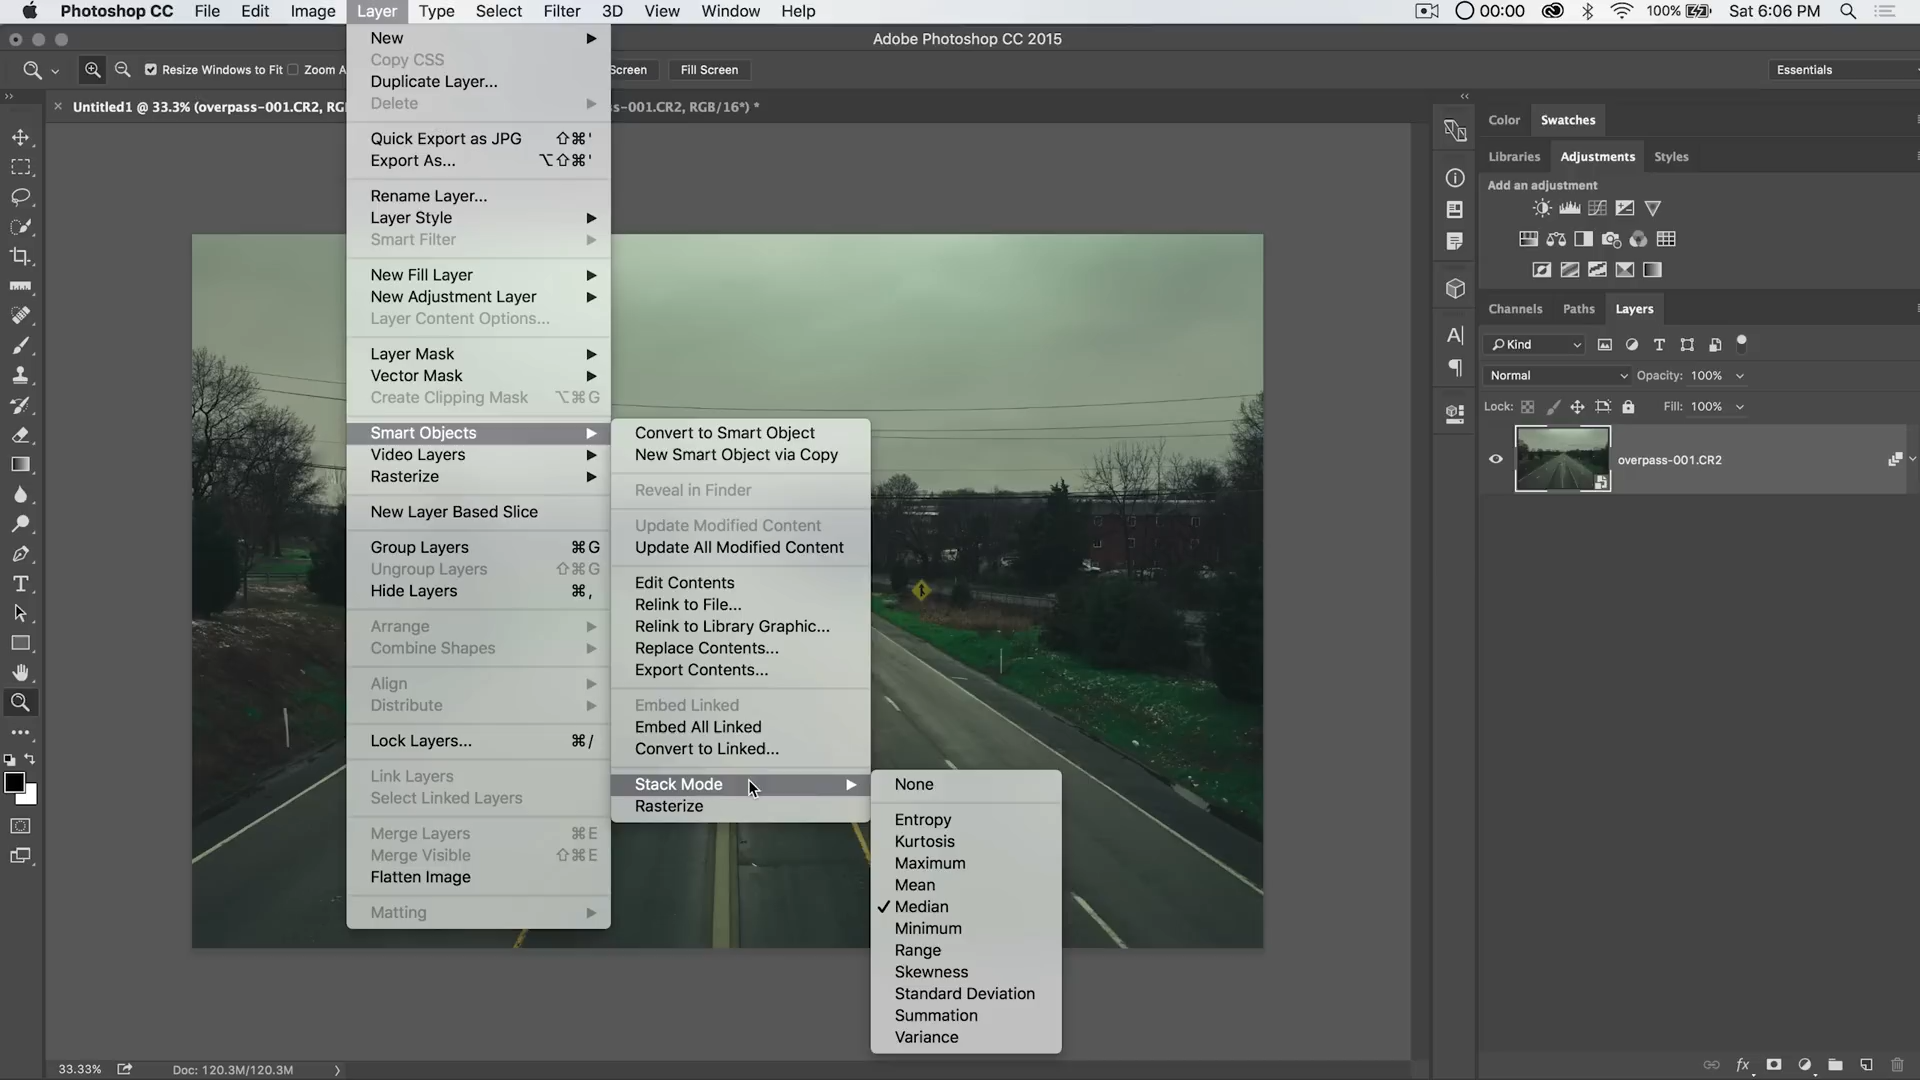 Photoshop CC File Edit Image Layer Type Select Filter 3D View Window Help 00:00 100% Sat 6:06 PM
Adobe Photoshop CC 2015
Resize Windows to Fit Zoom A Screen Fill Screen Essentials
Untitled1 @ 33.3% (overpass-001.CR2, RG s-001.CR2, RGB/16*) *
New
Copy CSS
Duplicate Layer...
Delete
Quick Export as JPG ⇧⌘'
Export As... ⌥⇧⌘'
Rename Layer...
Layer Style
Smart Filter
New Fill Layer
New Adjustment Layer
Layer Content Options...
Layer Mask
Vector Mask
Create Clipping Mask ⌥⌘G
Smart Objects
Video Layers
Rasterize
New Layer Based Slice
Group Layers ⌘G
Ungroup Layers ⇧⌘G
Hide Layers ⌘,
Arrange
Combine Shapes
Align
Distribute
Lock Layers... ⌘/
Link Layers
Select Linked Layers
Merge Layers ⌘E
Merge Visible ⇧⌘E
Flatten Image
Matting
Convert to Smart Object
New Smart Object via Copy
Reveal in Finder
Update Modified Content
Update All Modified Content
Edit Contents
Relink to File...
Relink to Library Graphic...
Replace Contents...
Export Contents...
Embed Linked
Embed All Linked
Convert to Linked...
Stack Mode
Rasterize
None
Entropy
Kurtosis
Maximum
Mean
✓ Median
Minimum
Range
Skewness
Standard Deviation
Summation
Variance
Color Swatches
Libraries Adjustments Styles
Add an adjustment
Channels Paths Layers
Kind
Normal Opacity: 100%
Lock: Fill: 100%
overpass-001.CR2
33.33% Doc: 120.3M/120.3M